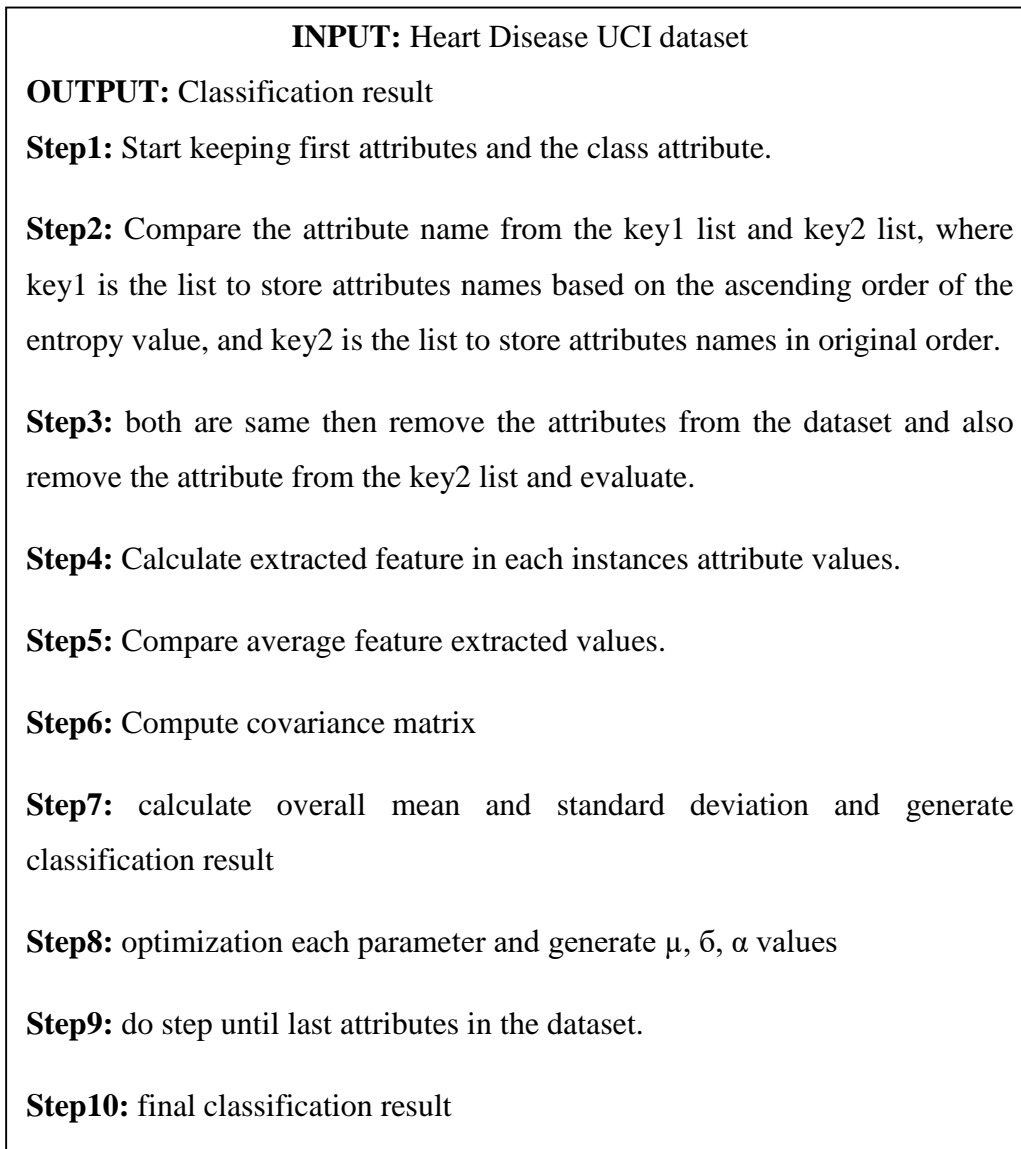 INPUT: Heart Disease UCI dataset
OUTPUT: Classification result
Step1: Start keeping first attributes and the class attribute.
Step2: Compare the attribute name from the key1 list and key2 list, where
key1 is the list to store attributes names based on the ascending order of the
entropy value, and key2 is the list to store attributes names in original order.
Step3: both are same then remove the attributes from the dataset and also
remove the attribute from the key2 list and evaluate.
Step4: Calculate extracted feature in each instances attribute values.
Step5: Compare average feature extracted values.
Step6: Compute covariance matrix
Step7: calculate overall mean and standard deviation and generate
classification result
Step8: optimization each parameter and generate µ, б, α values
Step9: do step until last attributes in the dataset.
Step10: final classification result